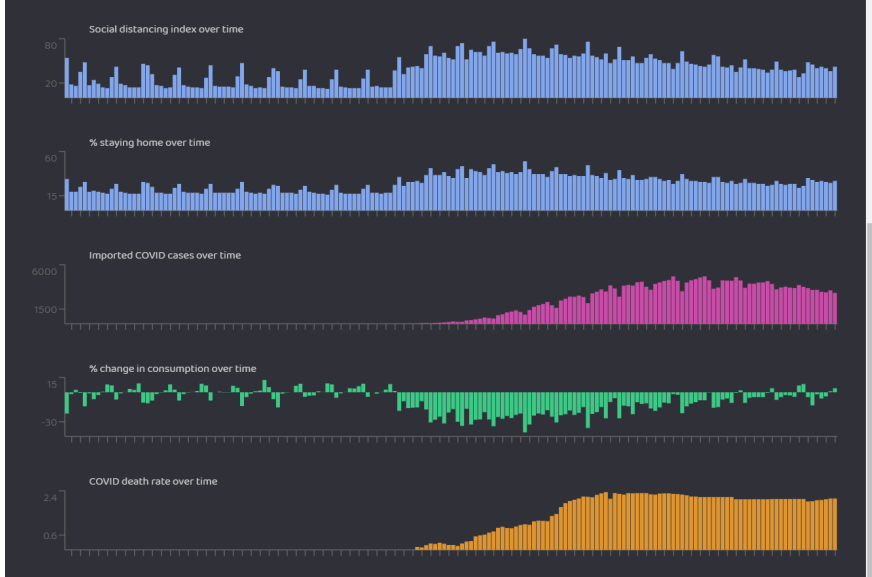 Social distancing index over time
80
20
% staying home over time
60
15
Imported COVID cases over time
6000
1500
% change in consumption over time
15
-30
COVID death rate over time
2.4
0.6